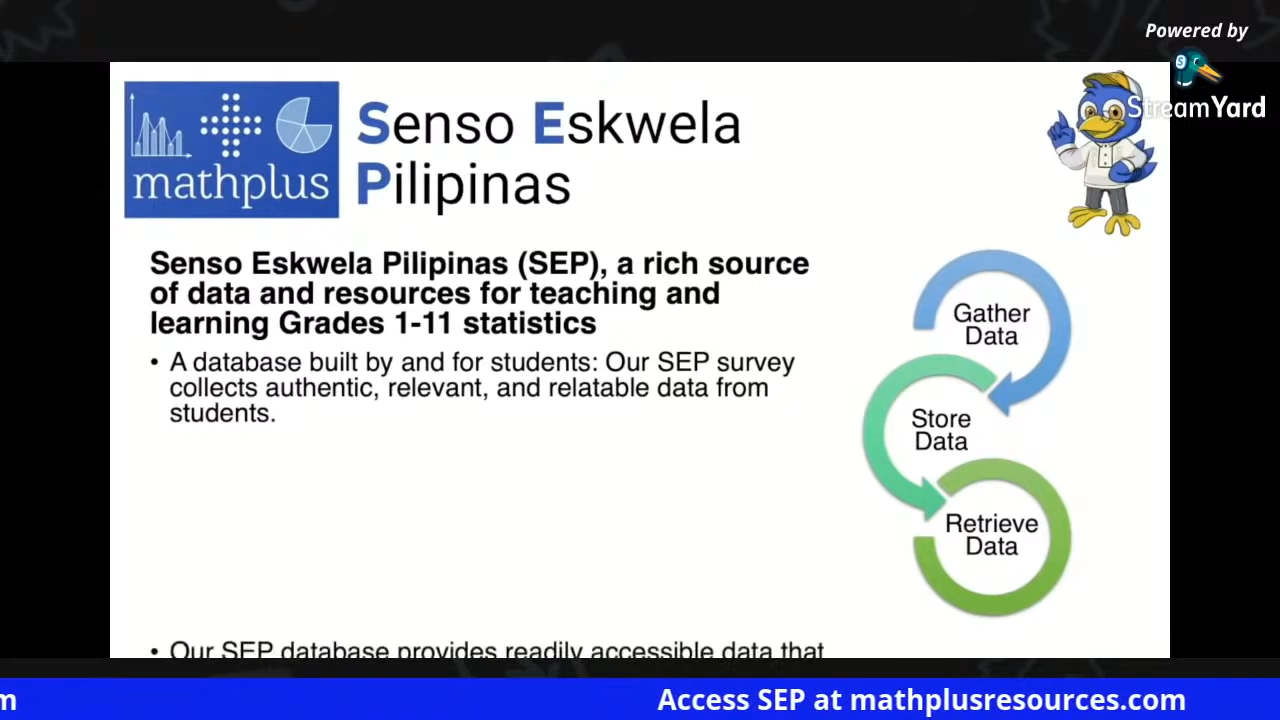 Powered by
StreamYard
mathplus
Senso Eskwela
Pilipinas
Senso Eskwela Pilipinas (SEP), a rich source
of data and resources for teaching and
learning Grades 1-11 statistics
• A database built by and for students: Our SEP survey
collects authentic, relevant, and relatable data from
students.
Gather
Data
Store
Data
Retrieve
Data
• Our SEP database provides readily accessible data that
m
Access SEP at mathplusresources.com